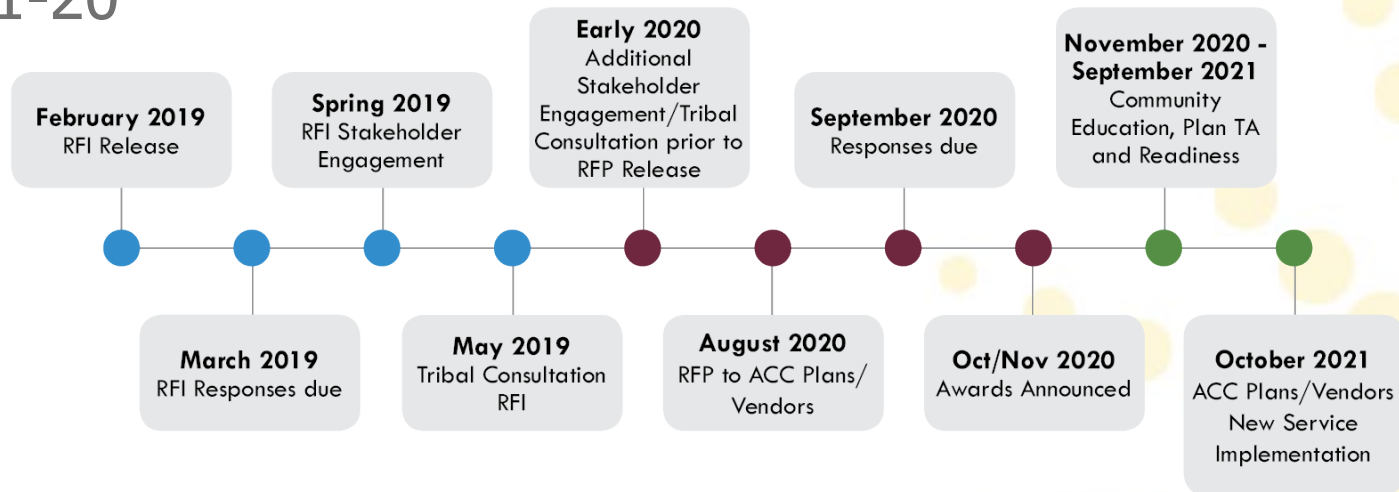 1-20
February 2019
RFI Release
March 2019
RFI Responses due
Spring 2019
RFI Stakeholder
Engagement
May 2019
Tribal Consultation
RFI
Early 2020
Additional
Stakeholder
Engagement/Tribal
Consultation prior to
RFP Release
August 2020
RFP to ACC Plans/
Vendors
September 2020
Responses due
Oct/Nov 2020
Awards Announced
November 2020 -
September 2021
Community
Education, Plan TA
and Readiness
October 2021
ACC Plans/Vendors
New Service
Implementation